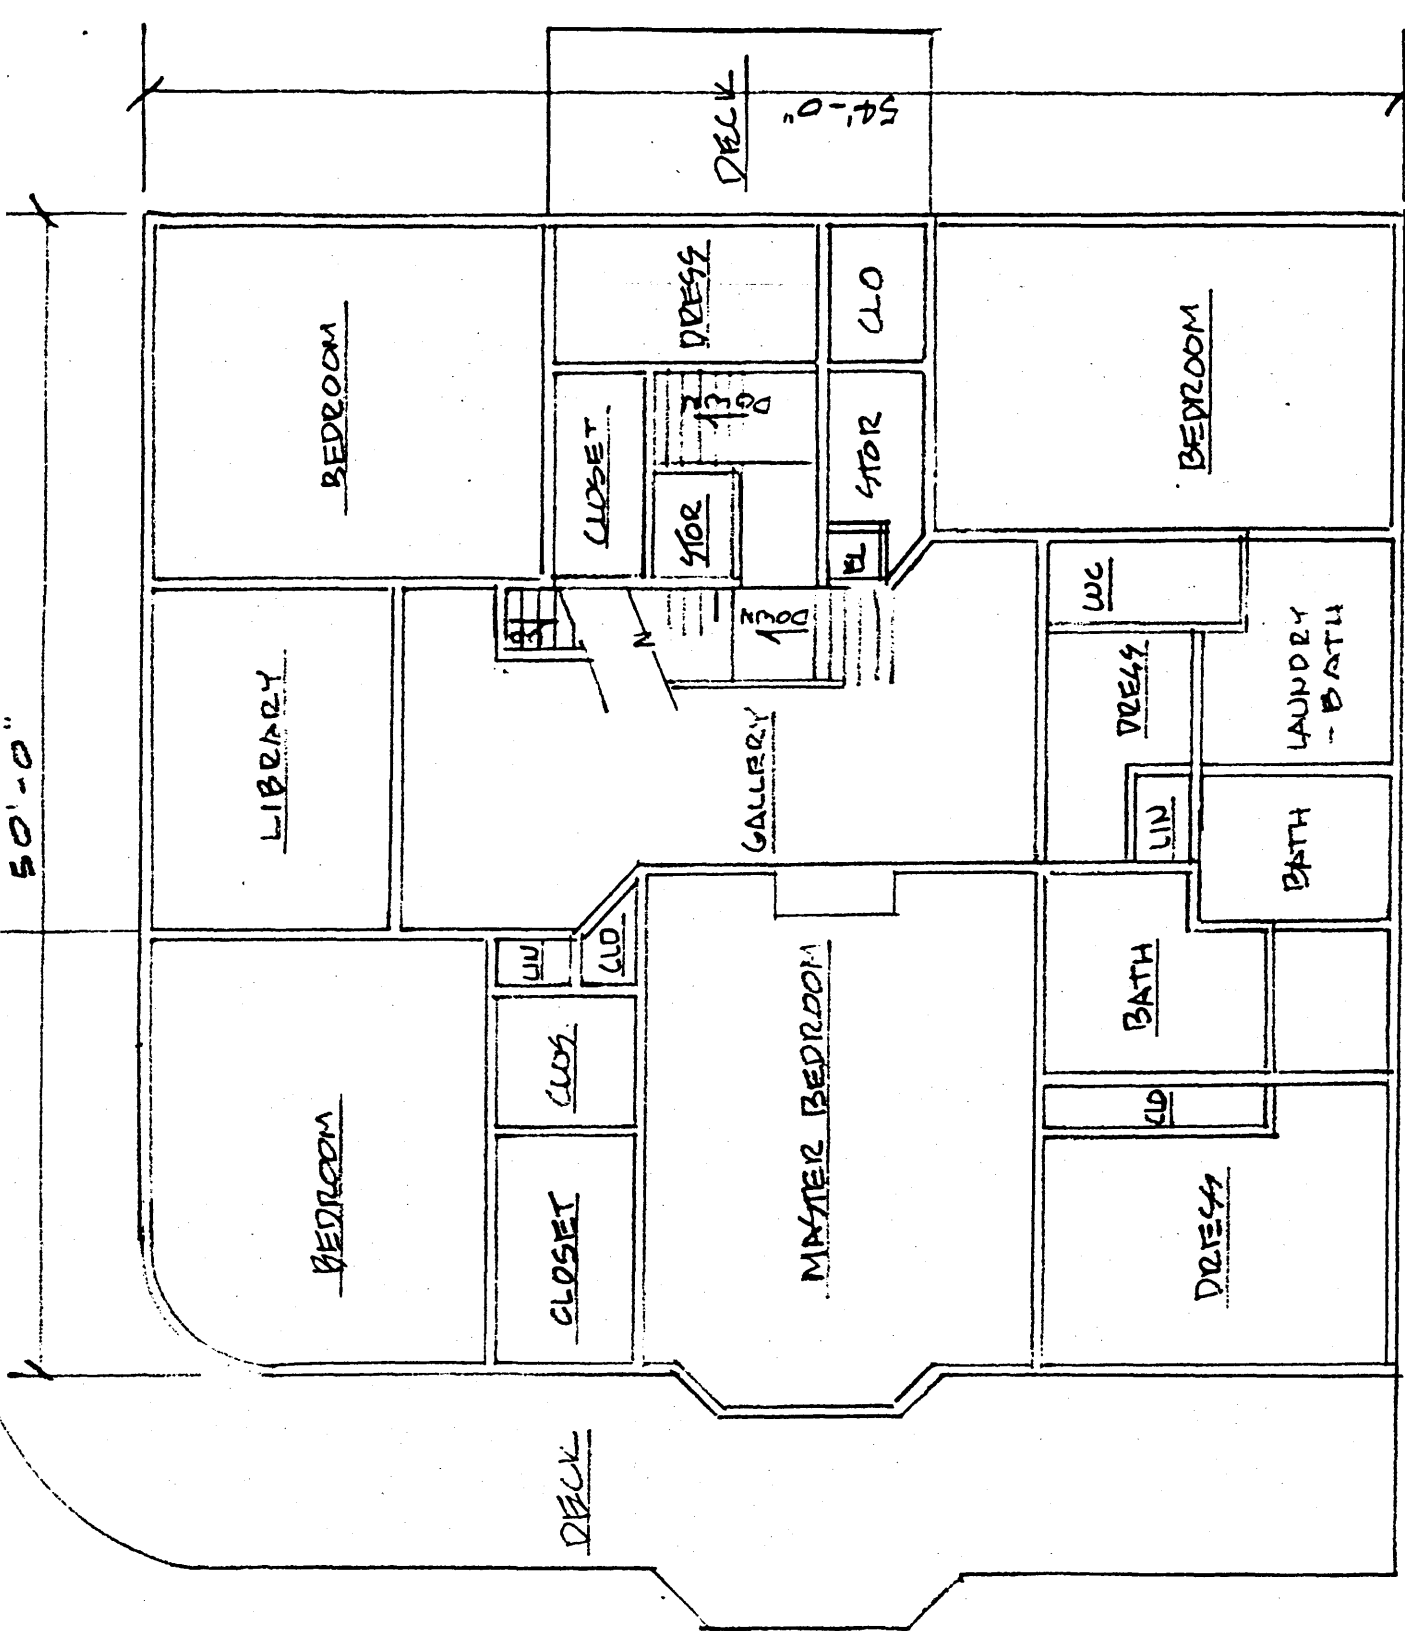 50'-0"
54'-0"
DECK
BEDROOM
DRESS
CLO
BEDROOM
CLOSET
STOR
STOR
EL
WC
LIBRARY
GALLERY
DRESS
LAUNDRY
- BATH
LIN
BATH
LIN
CLO
CLOS.
BEDROOM
CLOSET
MASTER BEDROOM
BATH
CLO
DRESS
DECK